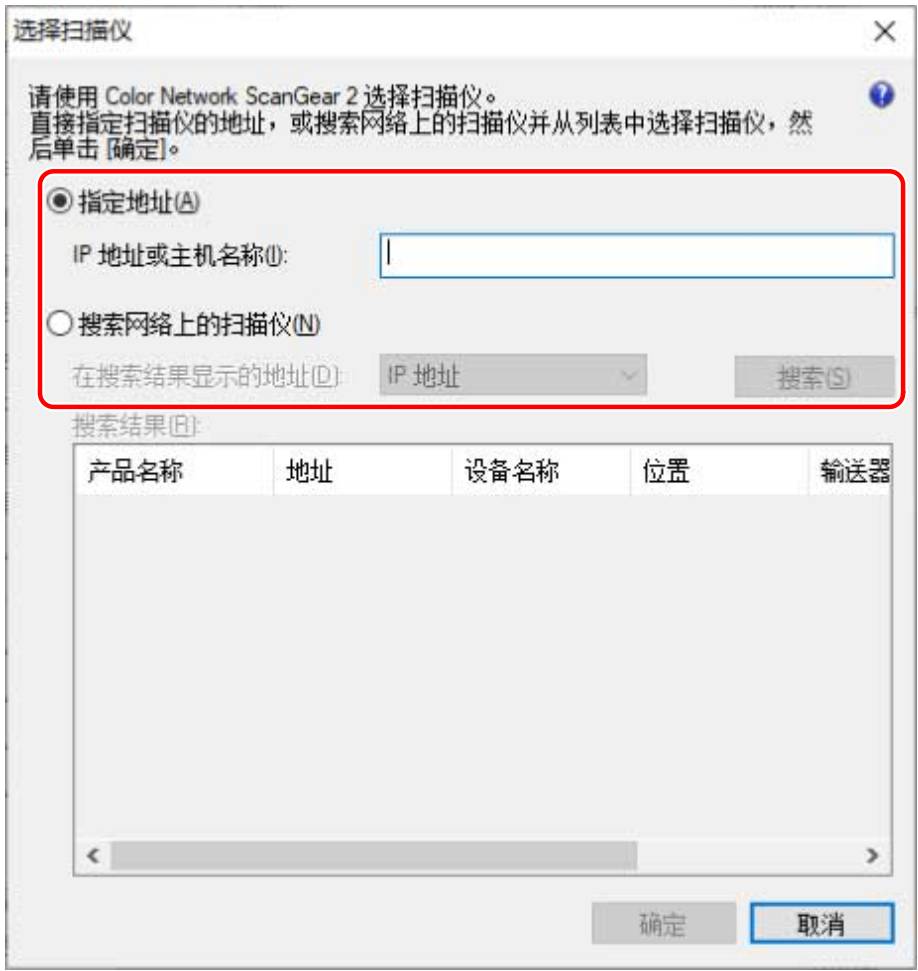 选择扫描仪
请使用 Color Network ScanGear 2 选择扫描仪。
直接指定扫描仪的地址，或搜索网络上的扫描仪并从列表中选择扫描仪，然
后单击 [确定]。
指定地址(A)
IP 地址或主机名称(I):
搜索网络上的扫描仪(N)
在搜索结果显示的地址(D): IP 地址 搜索(S)
搜索结果(R):
产品名称 地址 设备名称 位置 输送器
确定 取消